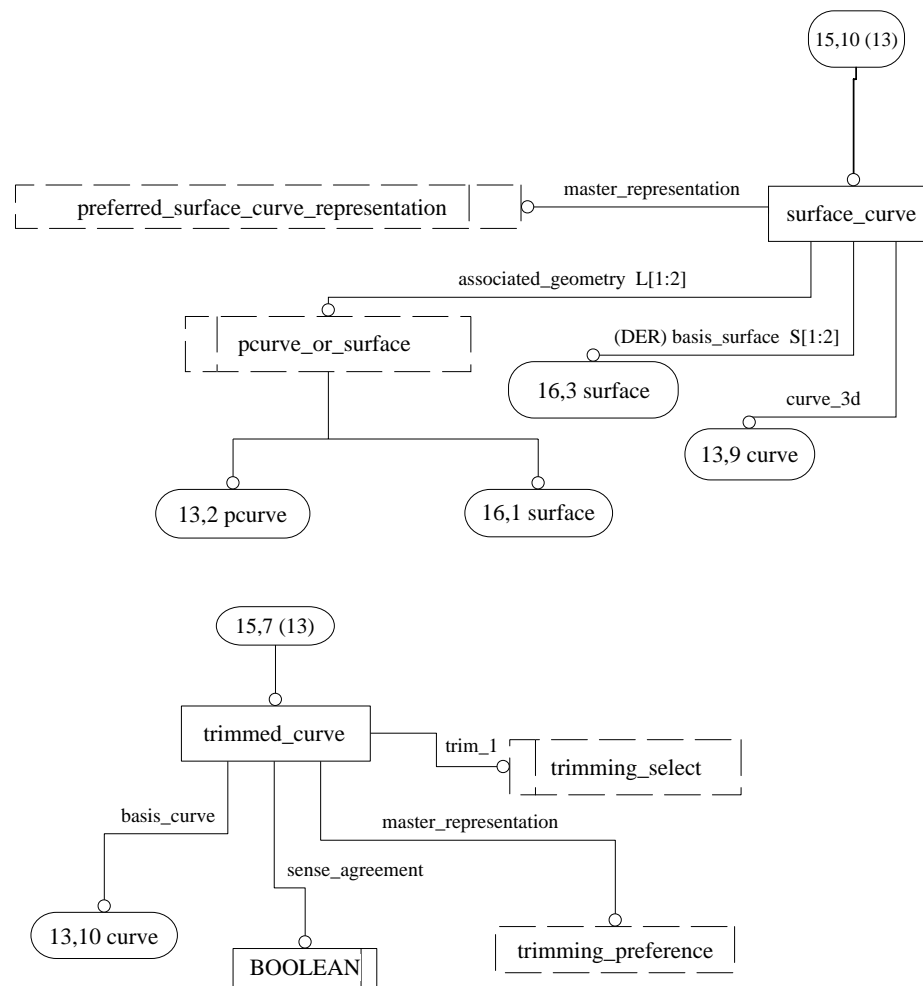 15,10 (13)
master_representation
preferred_surface_curve_representation
surface_curve
associated_geometry L[1:2]
pcurve_or_surface
(DER) basis_surface S[1:2]
16,3 surface
curve_3d
13,9 curve
13,2 pcurve
16,1 surface
15,7 (13)
trimmed_curve
trim_1
trimming_select
basis_curve
master_representation
sense_agreement
13,10 curve
trimming_preference
BOOLEAN